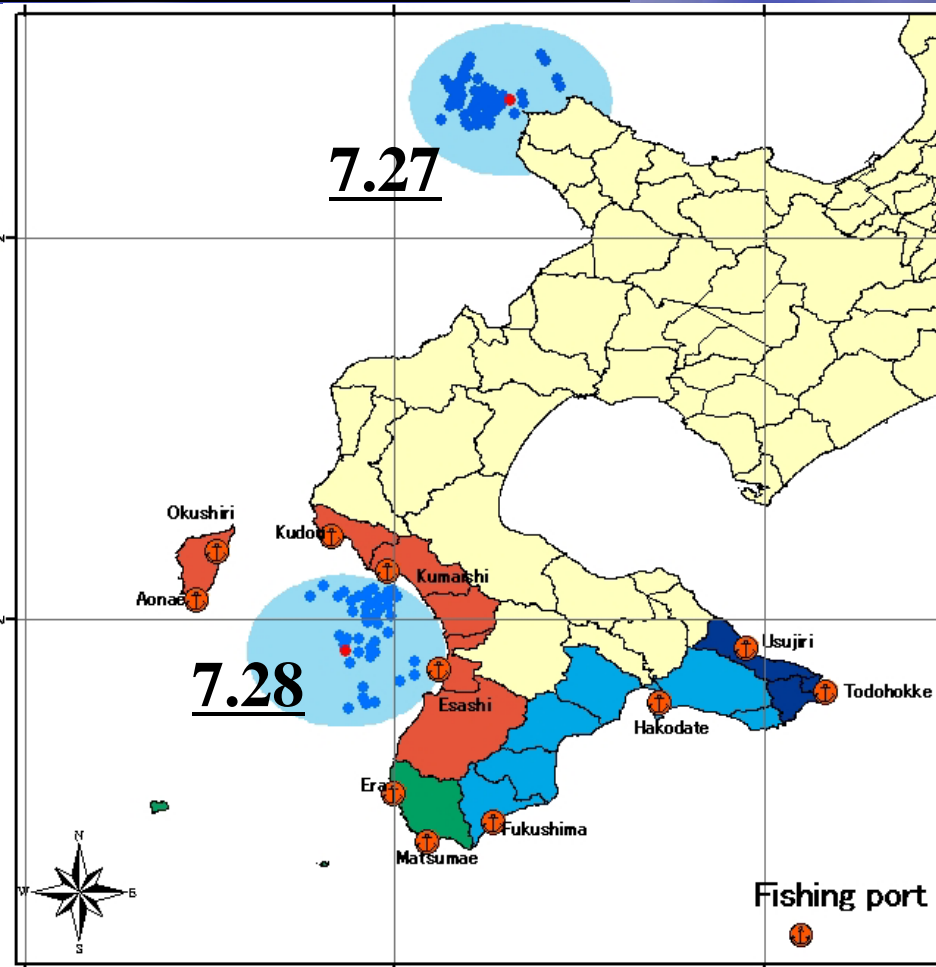 7.27
Okushiri
Kudou
Kumaishi
Aonae
Usujiri
7.28
Todohokke
Esashi
Hakodate
Era
Fukushima
Matsumae
N
W
E
S
Fishing port